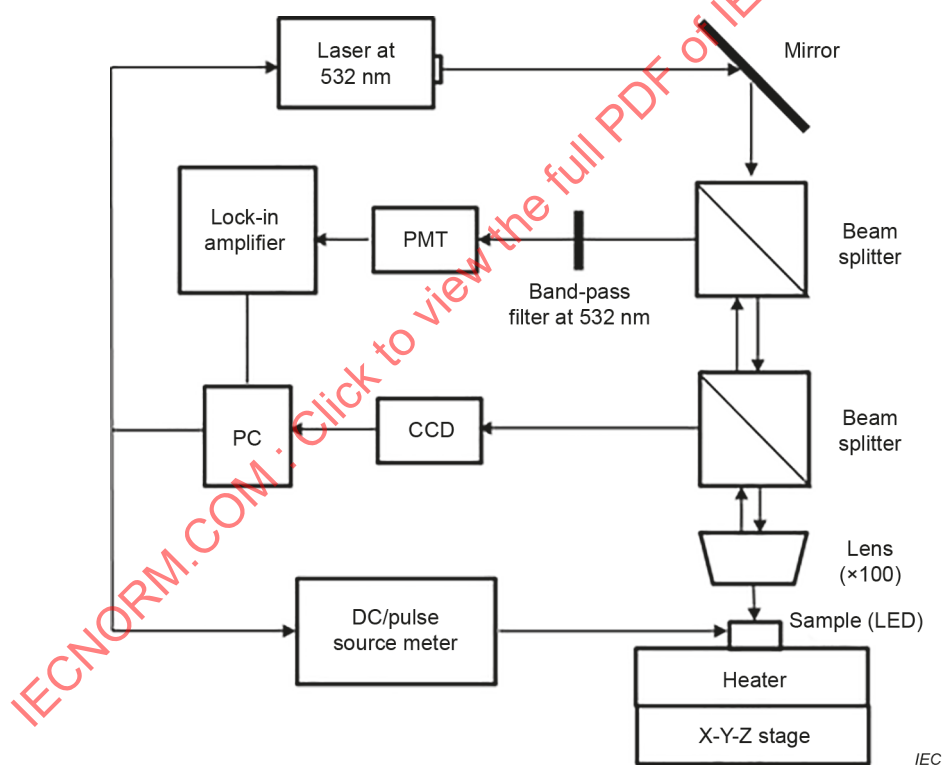 Laser at
532 nm
Mirror
Lock-in
amplifier
PMT
Band-pass
filter at 532 nm
Beam
splitter
PC
CCD
Beam
splitter
Lens
(×100)
DC/pulse
source meter
Sample (LED)
Heater
X-Y-Z stage
IEC
IECNORM.COM : Click to view the full PDF of IE